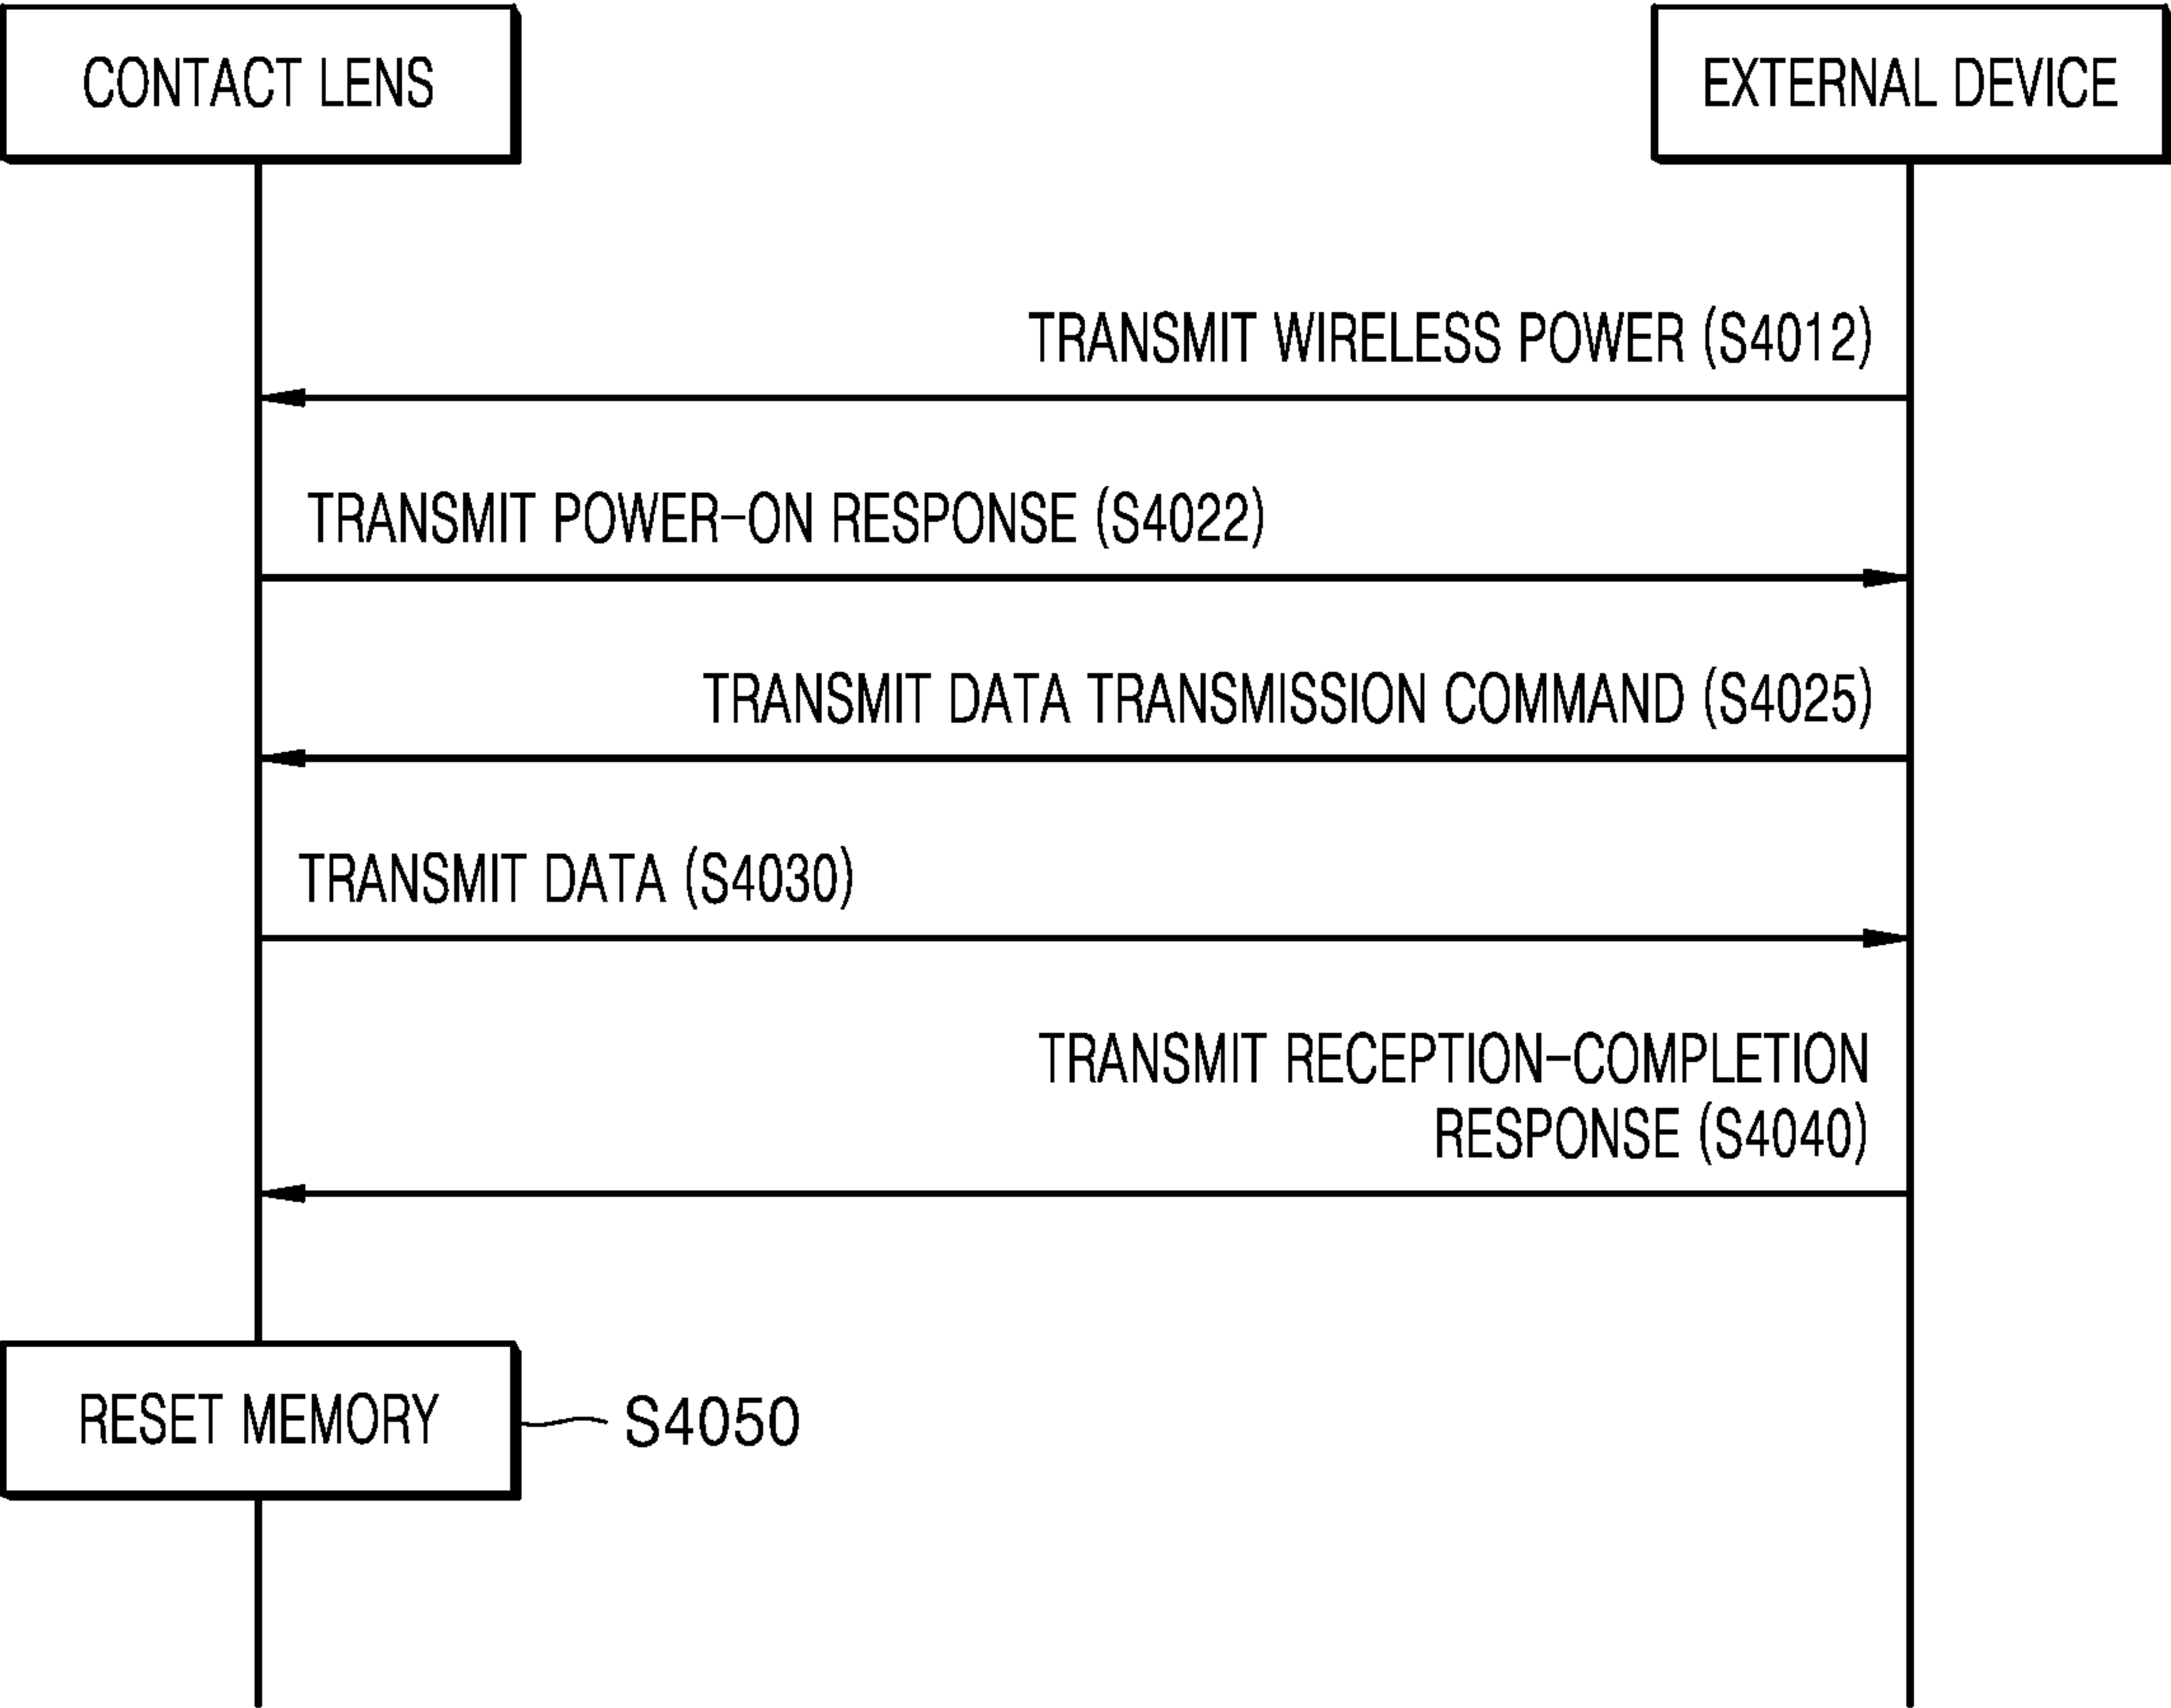 CONTACT LENS
EXTERNAL DEVICE
TRANSMIT WIRELESS POWER (S4012)
TRANSMIT POWER-ON RESPONSE (S4022)
TRANSMIT DATA TRANSMISSION COMMAND (S4025)
TRANSMIT DATA (S4030)
TRANSMIT RECEPTION-COMPLETION
RESPONSE (S4040)
RESET MEMORY
S4050